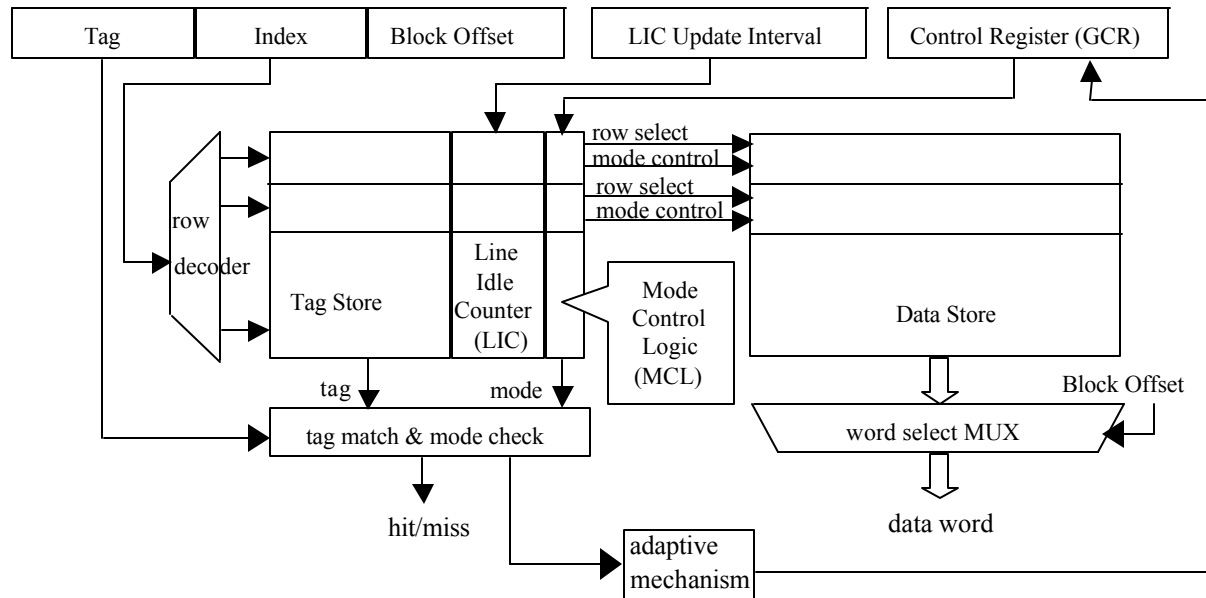 Tag
Index
Block Offset
LIC Update Interval
Control Register (GCR)
row select
mode control
row select
mode control
row
decoder
Tag Store
Line
Idle
Counter
(LIC)
Mode
Control
Logic
(MCL)
Data Store
tag
mode
Block Offset
tag match & mode check
word select MUX
hit/miss
data word
adaptive
mechanism